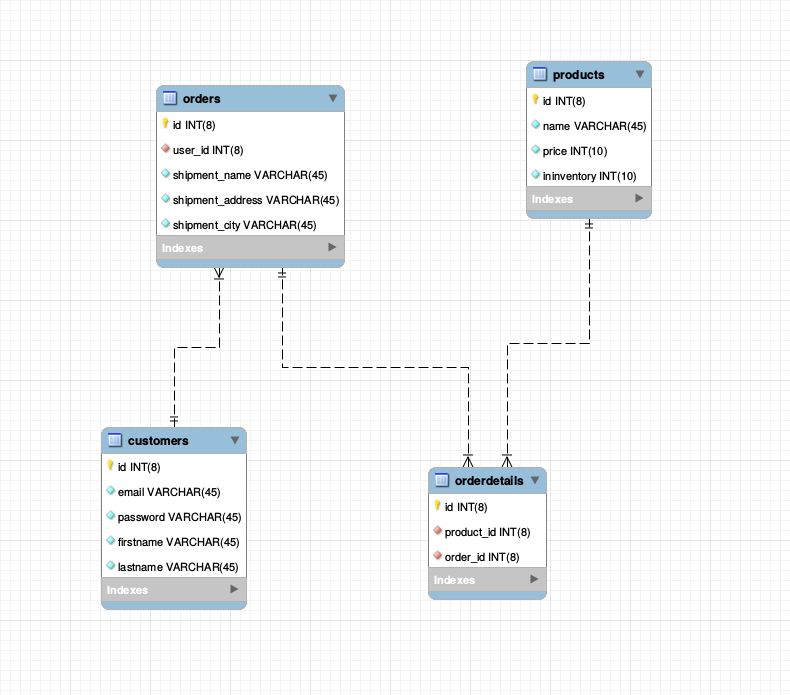 orders
id INT(8)
user_id INT(8)
shipment_name VARCHAR(45)
shipment_address VARCHAR(45)
shipment_city VARCHAR(45)
Indexes
products
id INT(8)
name VARCHAR(45)
price INT(10)
ininventory INT(10)
Indexes
customers
id INT(8)
email VARCHAR(45)
password VARCHAR(45)
firstname VARCHAR(45)
lastname VARCHAR(45)
Indexes
orderdetails
id INT(8)
product_id INT(8)
order_id INT(8)
Indexes